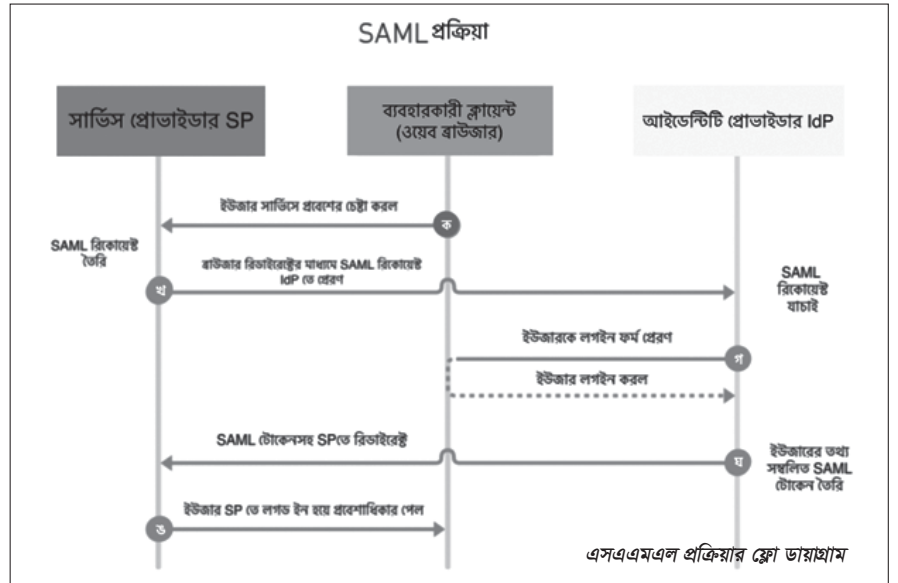 SAML প্রক্রিয়া
সার্ভিস প্রোভাইডার SP
ব্যবহারকারী ক্লায়েন্ট
(ওয়েব ব্রাউজার)
আইডেন্টিটি প্রোভাইডার IdP
ইউজার সার্ভিসে প্রবেশের চেষ্টা করল
ক
SAML রিকোয়েষ্ট
তৈরি
ব্রাউজার রিডাইরেক্টের মাধ্যমে SAML রিকোয়েষ্ট
IdP তে প্রেরণ
খ
SAML
রিকোয়েষ্ট
যাচাই
ইউজারকে লগইন ফর্ম প্রেরণ
গ
ইউজার লগইন করল
SAML টোকেনসহ SPতে রিডাইরেক্ট
ঘ
ইউজারের তথ্য
সম্বলিত SAML
টোকেন তৈরি
ইউজার SP তে লগড ইন হয়ে প্রবেশাধিকার পেল
ঙ
এসএএমএল প্রক্রিয়ার ফ্লো ডায়াগ্রাম